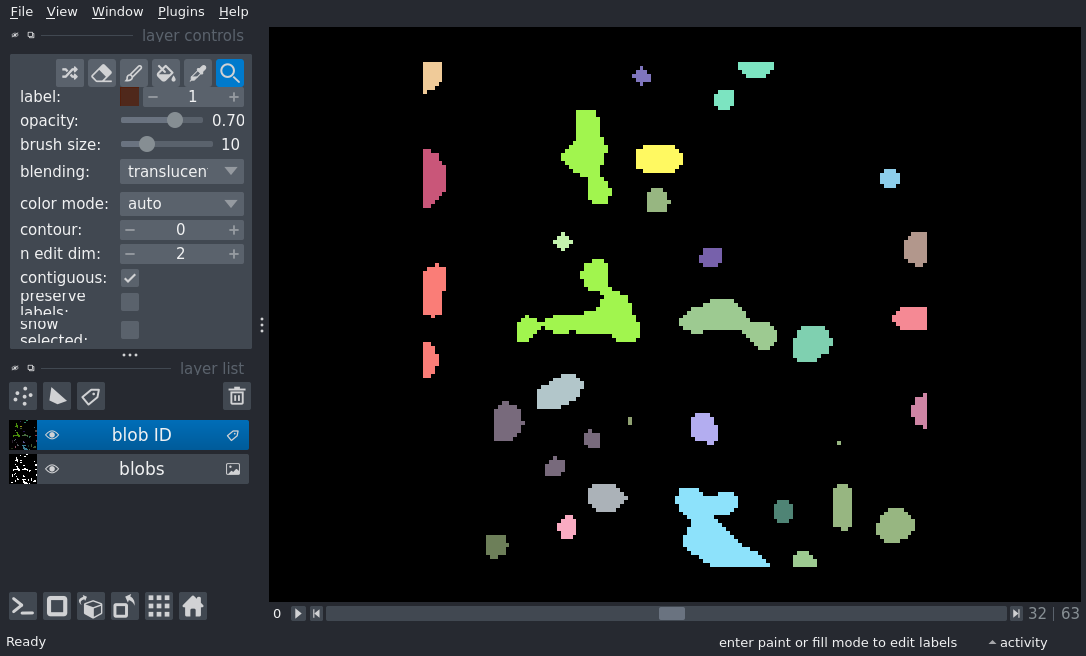 File View Window Plugins Help
layer controls
label: 1
opacity: 0.70
brush size: 10
blending: translucen
color mode: auto
contour: 0
n edit dim: 2
contiguous:
preserve
labels:
show
selected:
layer list
blob ID
blobs
0 32 63
Ready enter paint or fill mode to edit labels activity